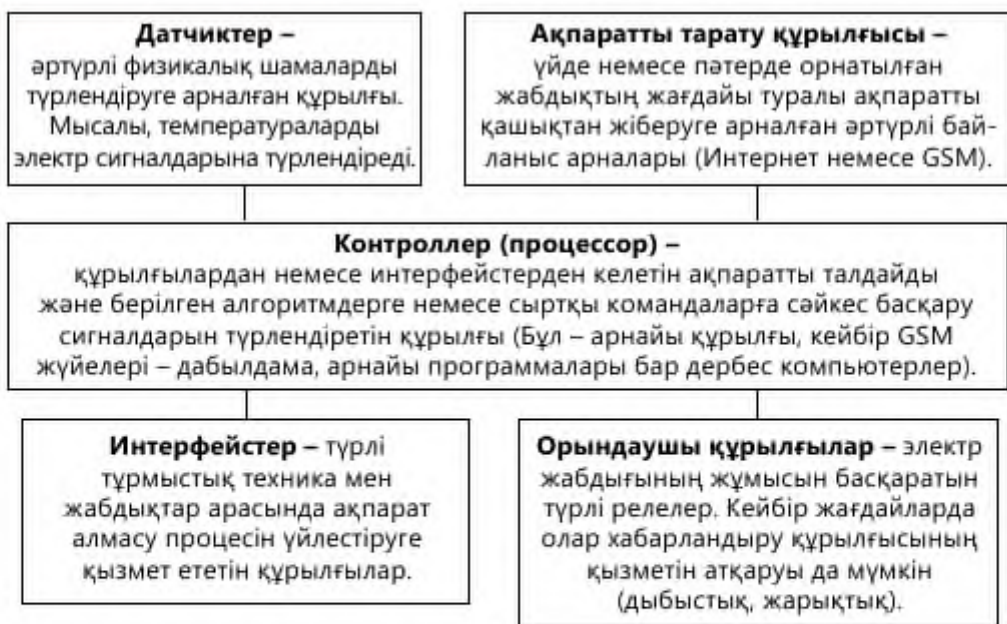 Датчиктер –
әртүрлі физикалық шамаларды
түрлендіруге арналған құрылғы.
Мысалы, температураларды
электр сигналдарына түрлендіреді.
Ақпаратты тарату құрылғысы –
үйде немесе пәтерде орнатылған
жабдықтың жағдайы туралы ақпаратты
қашықтан жіберуге арналған әртүрлі бай-
ланыс арналары (Интернет немесе GSM).
Контроллер (процессор) –
құрылғылардан немесе интерфейстерден келетін ақпаратты талдайды
және берілген алгоритмдерге немесе сыртқы командаларға сәйкес басқару
сигналдарын түрлендіретін құрылғы (Бұл – арнайы құрылғы, кейбір GSM
жүйелері – дабылдама, арнайы программалары бар дербес компьютерлер).
Интерфейстер – түрлі
тұрмыстық техника мен
жабдықтар арасында ақпарат
алмасу процесін үйлестіруге
қызмет ететін құрылғылар.
Орындаушы құрылғылар – электр
жабдығының жұмысын басқаратын
түрлі релелер. Кейбір жағдайларда
олар хабарландыру құрылғысының
қызметін атқаруы да мүмкін
(дыбыстық, жарықтық).